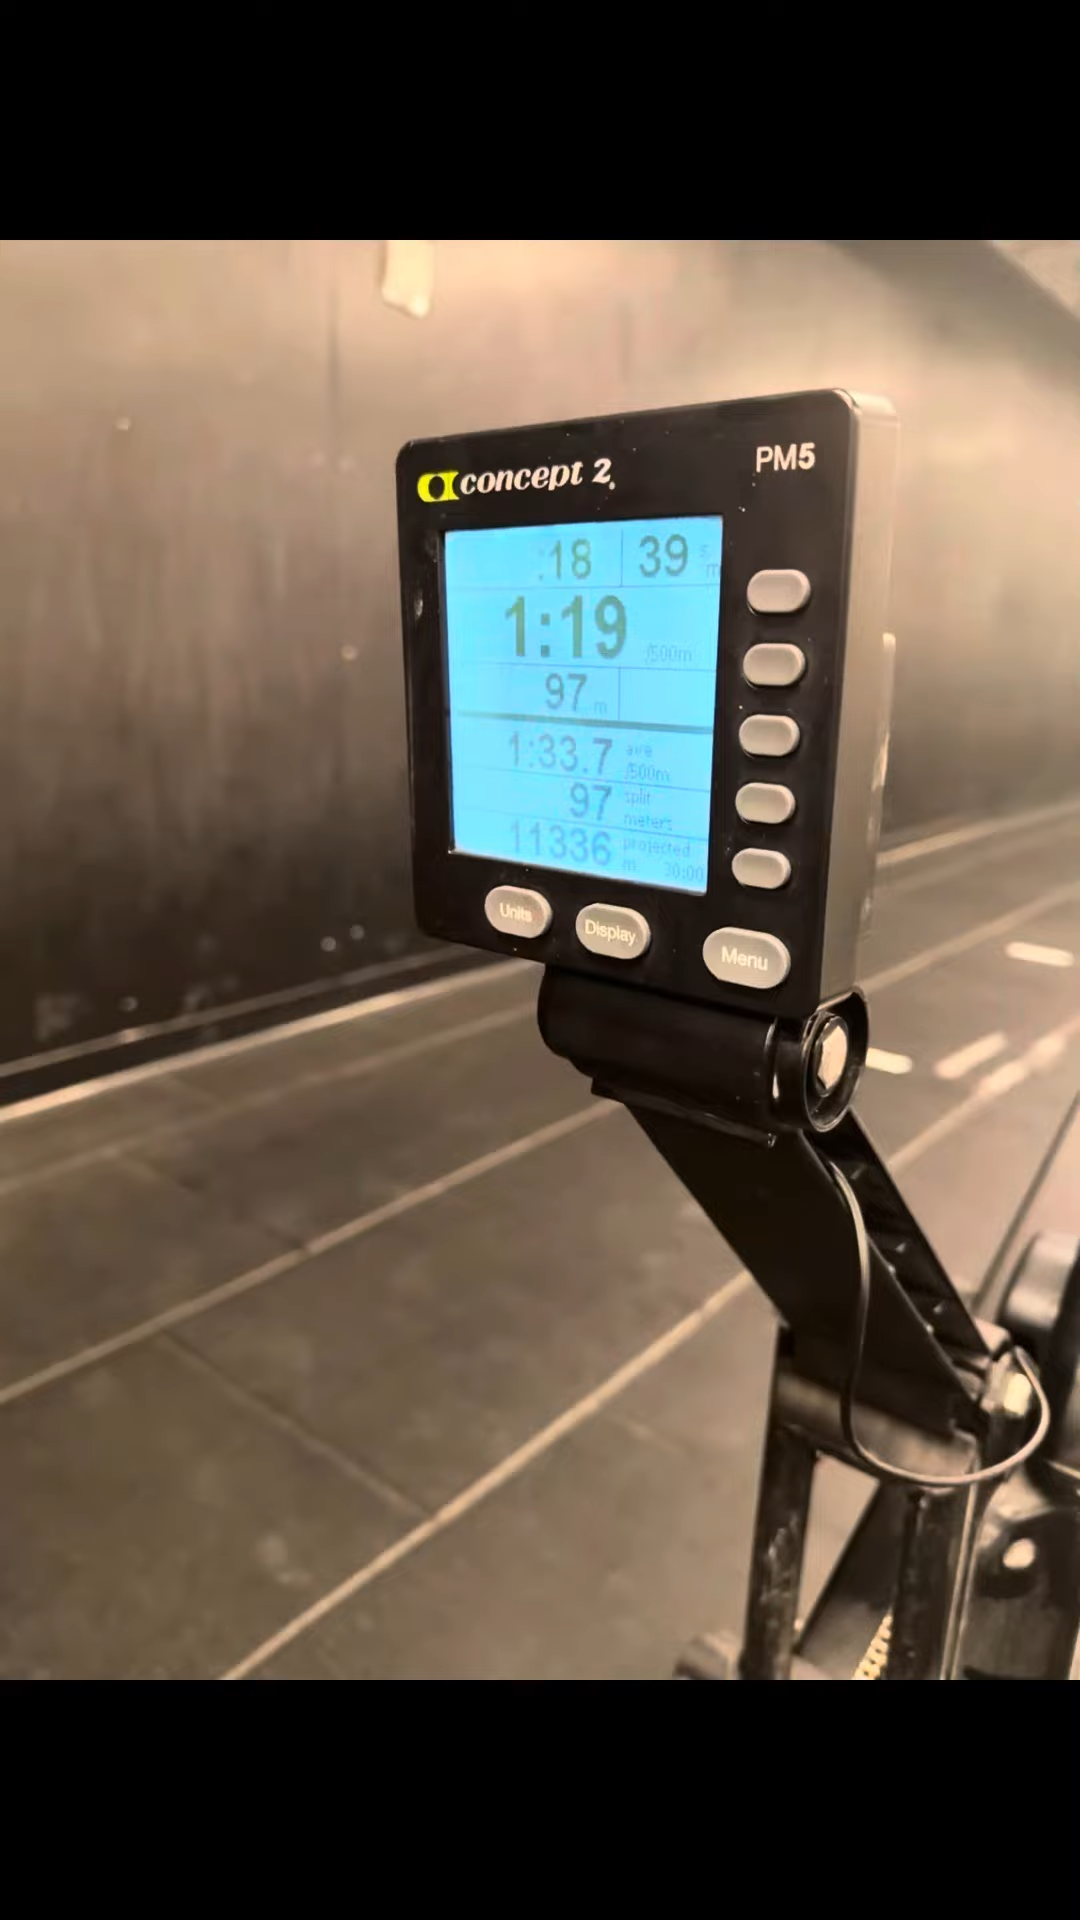 concept 2.
PM5
:18 39 s/m
1:19 /500m
97 m
1:33.7 ave /500m
97 split meters
11336 projected m 30:00
Units Display Menu